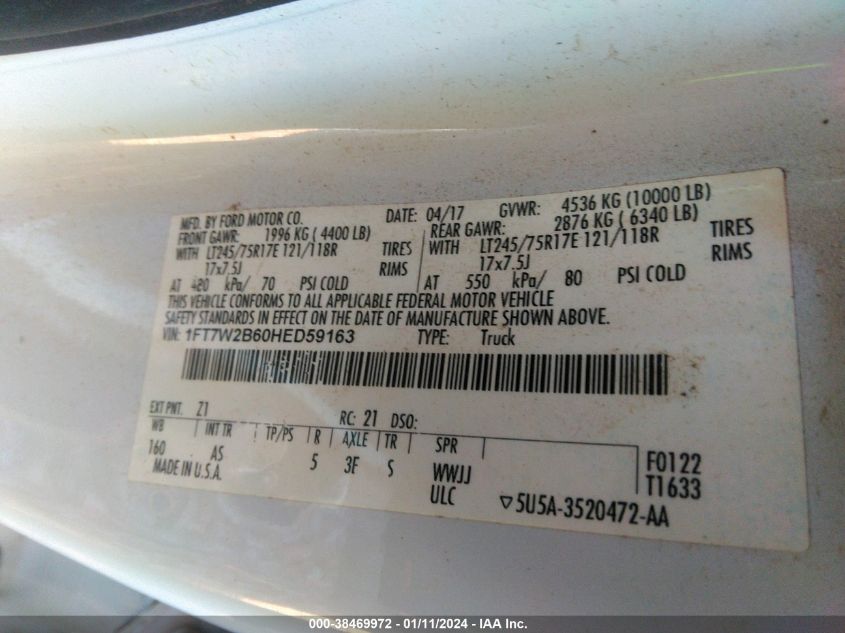 MFD. BY FORD MOTOR CO. DATE: 04/17 GVWR: 4536 KG (10000 LB)
FRONT GAWR: 1996 KG ( 4400 LB) REAR GAWR: 2876 KG ( 6340 LB)
WITH LT245/75R17E 121/118R TIRES WITH LT245/75R17E 121/118R TIRES
17x7.5J RIMS 17x7.5J RIMS
AT 480 kPa/ 70 PSI COLD AT 550 kPa/ 80 PSI COLD
THIS VEHICLE CONFORMS TO ALL APPLICABLE FEDERAL MOTOR VEHICLE
SAFETY STANDARDS IN EFFECT ON THE DATE OF MANUFACTURE SHOWN ABOVE.
VIN: 1FT7W2B60HED59163 TYPE: Truck
EXT PNT. Z1 RC: 21 DSO:
WB INT TR TP/PS R AXLE TR SPR
160 AS 5 3F S WWJJ F0122
MADE IN U.S.A. ULC T1633
▽5U5A-3520472-AA
000-38469972 - 01/11/2024 - IAA Inc.